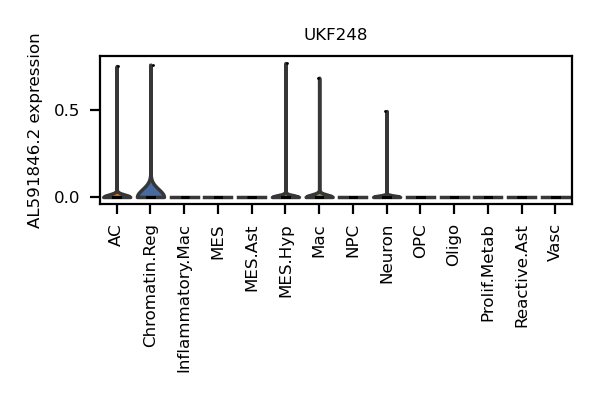 UKF248
AL591846.2 expression
0.5
0.0
AC
Chromatin.Reg
Inflammatory.Mac
MES
MES.Ast
MES.Hyp
Mac
NPC
Neuron
OPC
Oligo
Prolif.Metab
Reactive.Ast
Vasc